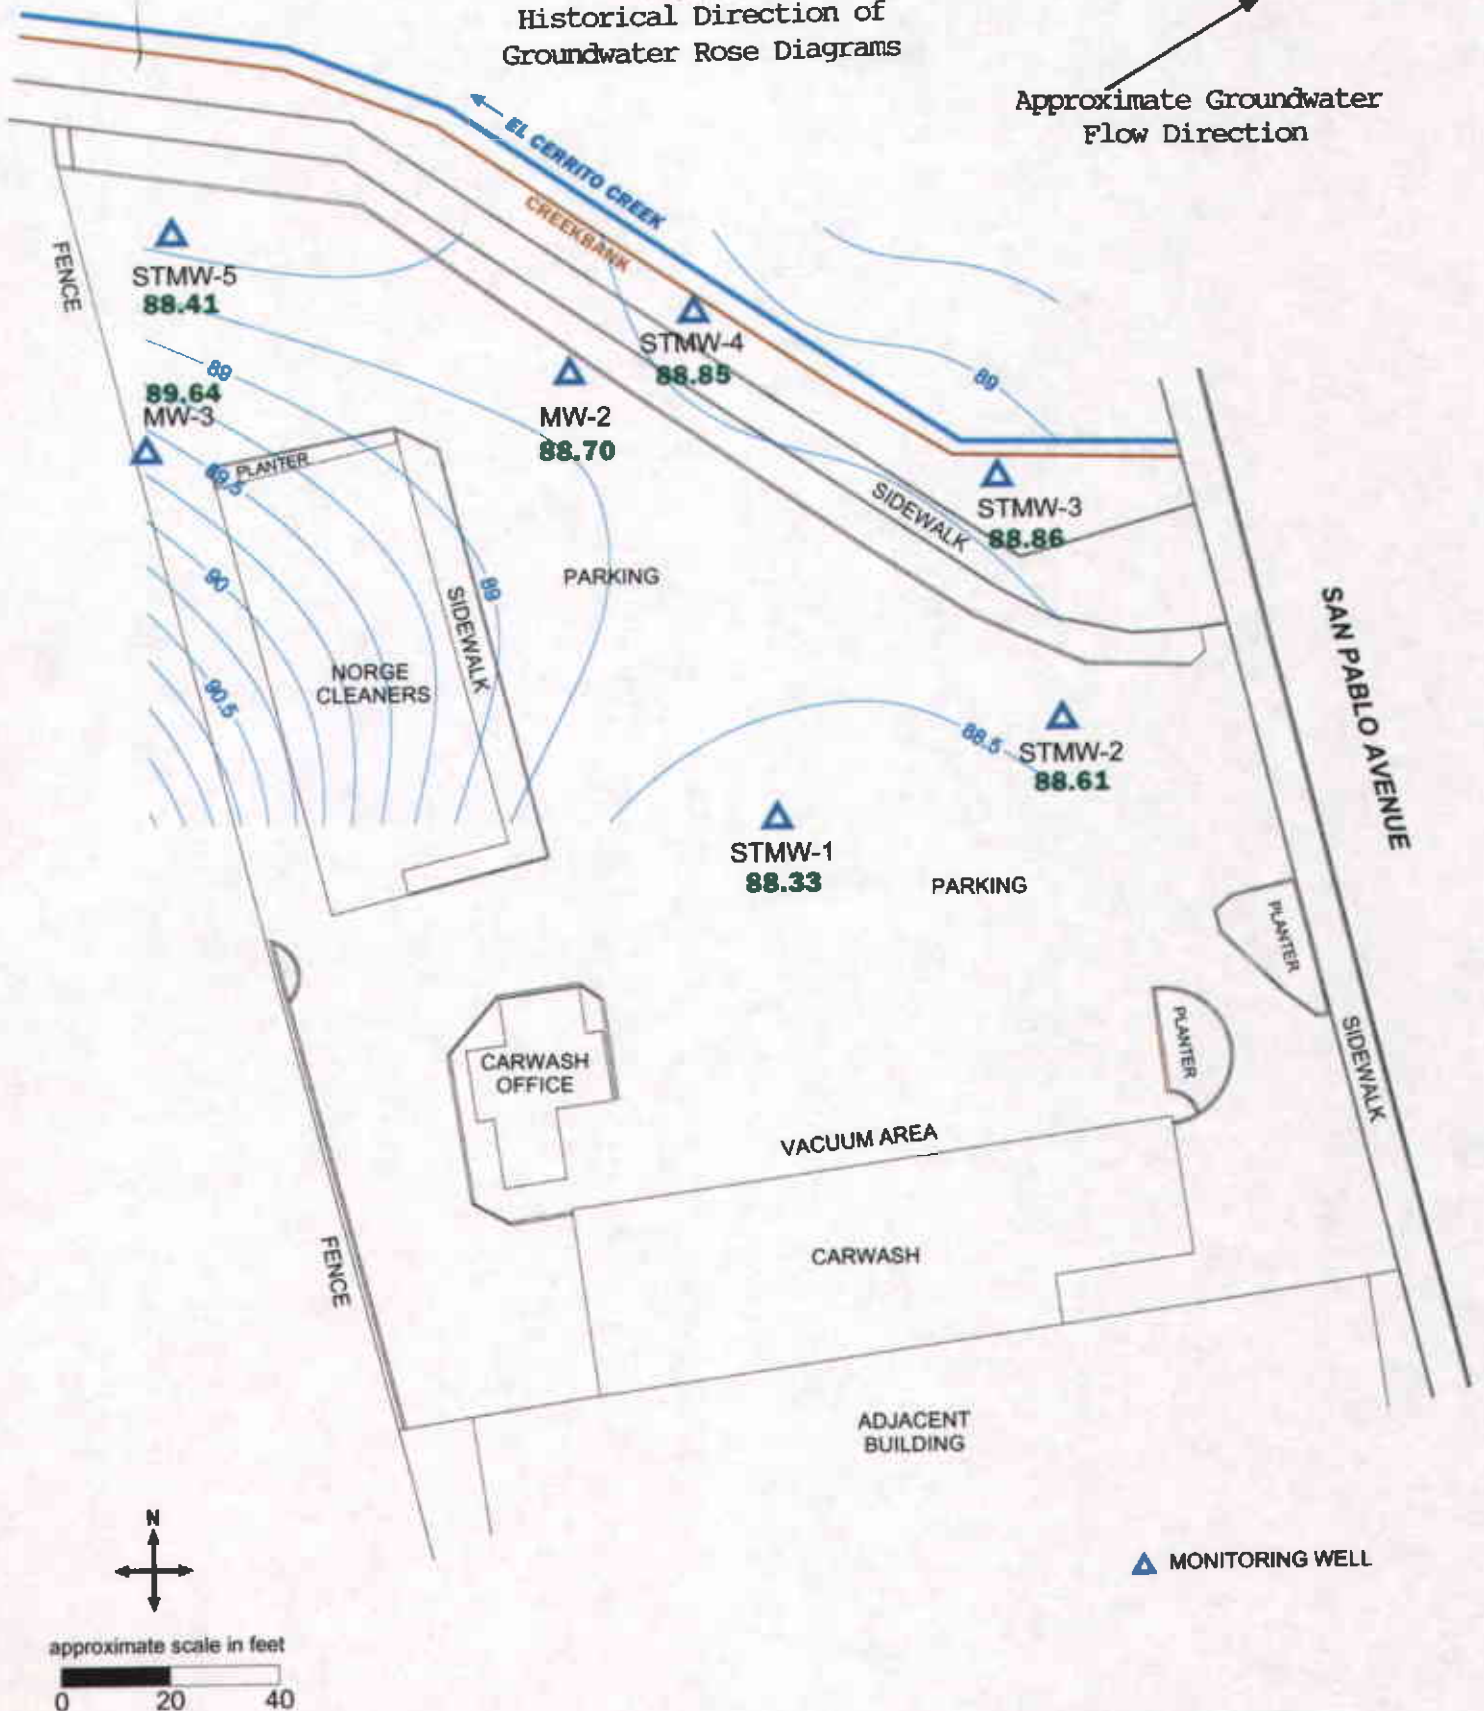 Historical Direction of
Groundwater Rose Diagrams
Approximate Groundwater
Flow Direction
EL CERRITO CREEK
CREEKBANK
FENCE
STMW-5
88.41
STMW-4
88.85
89
89
89.64
MW-3
MW-2
88.70
PLANTER
89.5
SIDEWALK
STMW-3
88.86
90
SIDEWALK
89
PARKING
SAN PABLO AVENUE
NORGE
CLEANERS
90.5
88.5
STMW-2
88.61
STMW-1
88.33
PARKING
PLANTER
PLANTER
SIDEWALK
CARWASH
OFFICE
VACUUM AREA
FENCE
CARWASH
ADJACENT
BUILDING
N
MONITORING WELL
approximate scale in feet
0 20 40